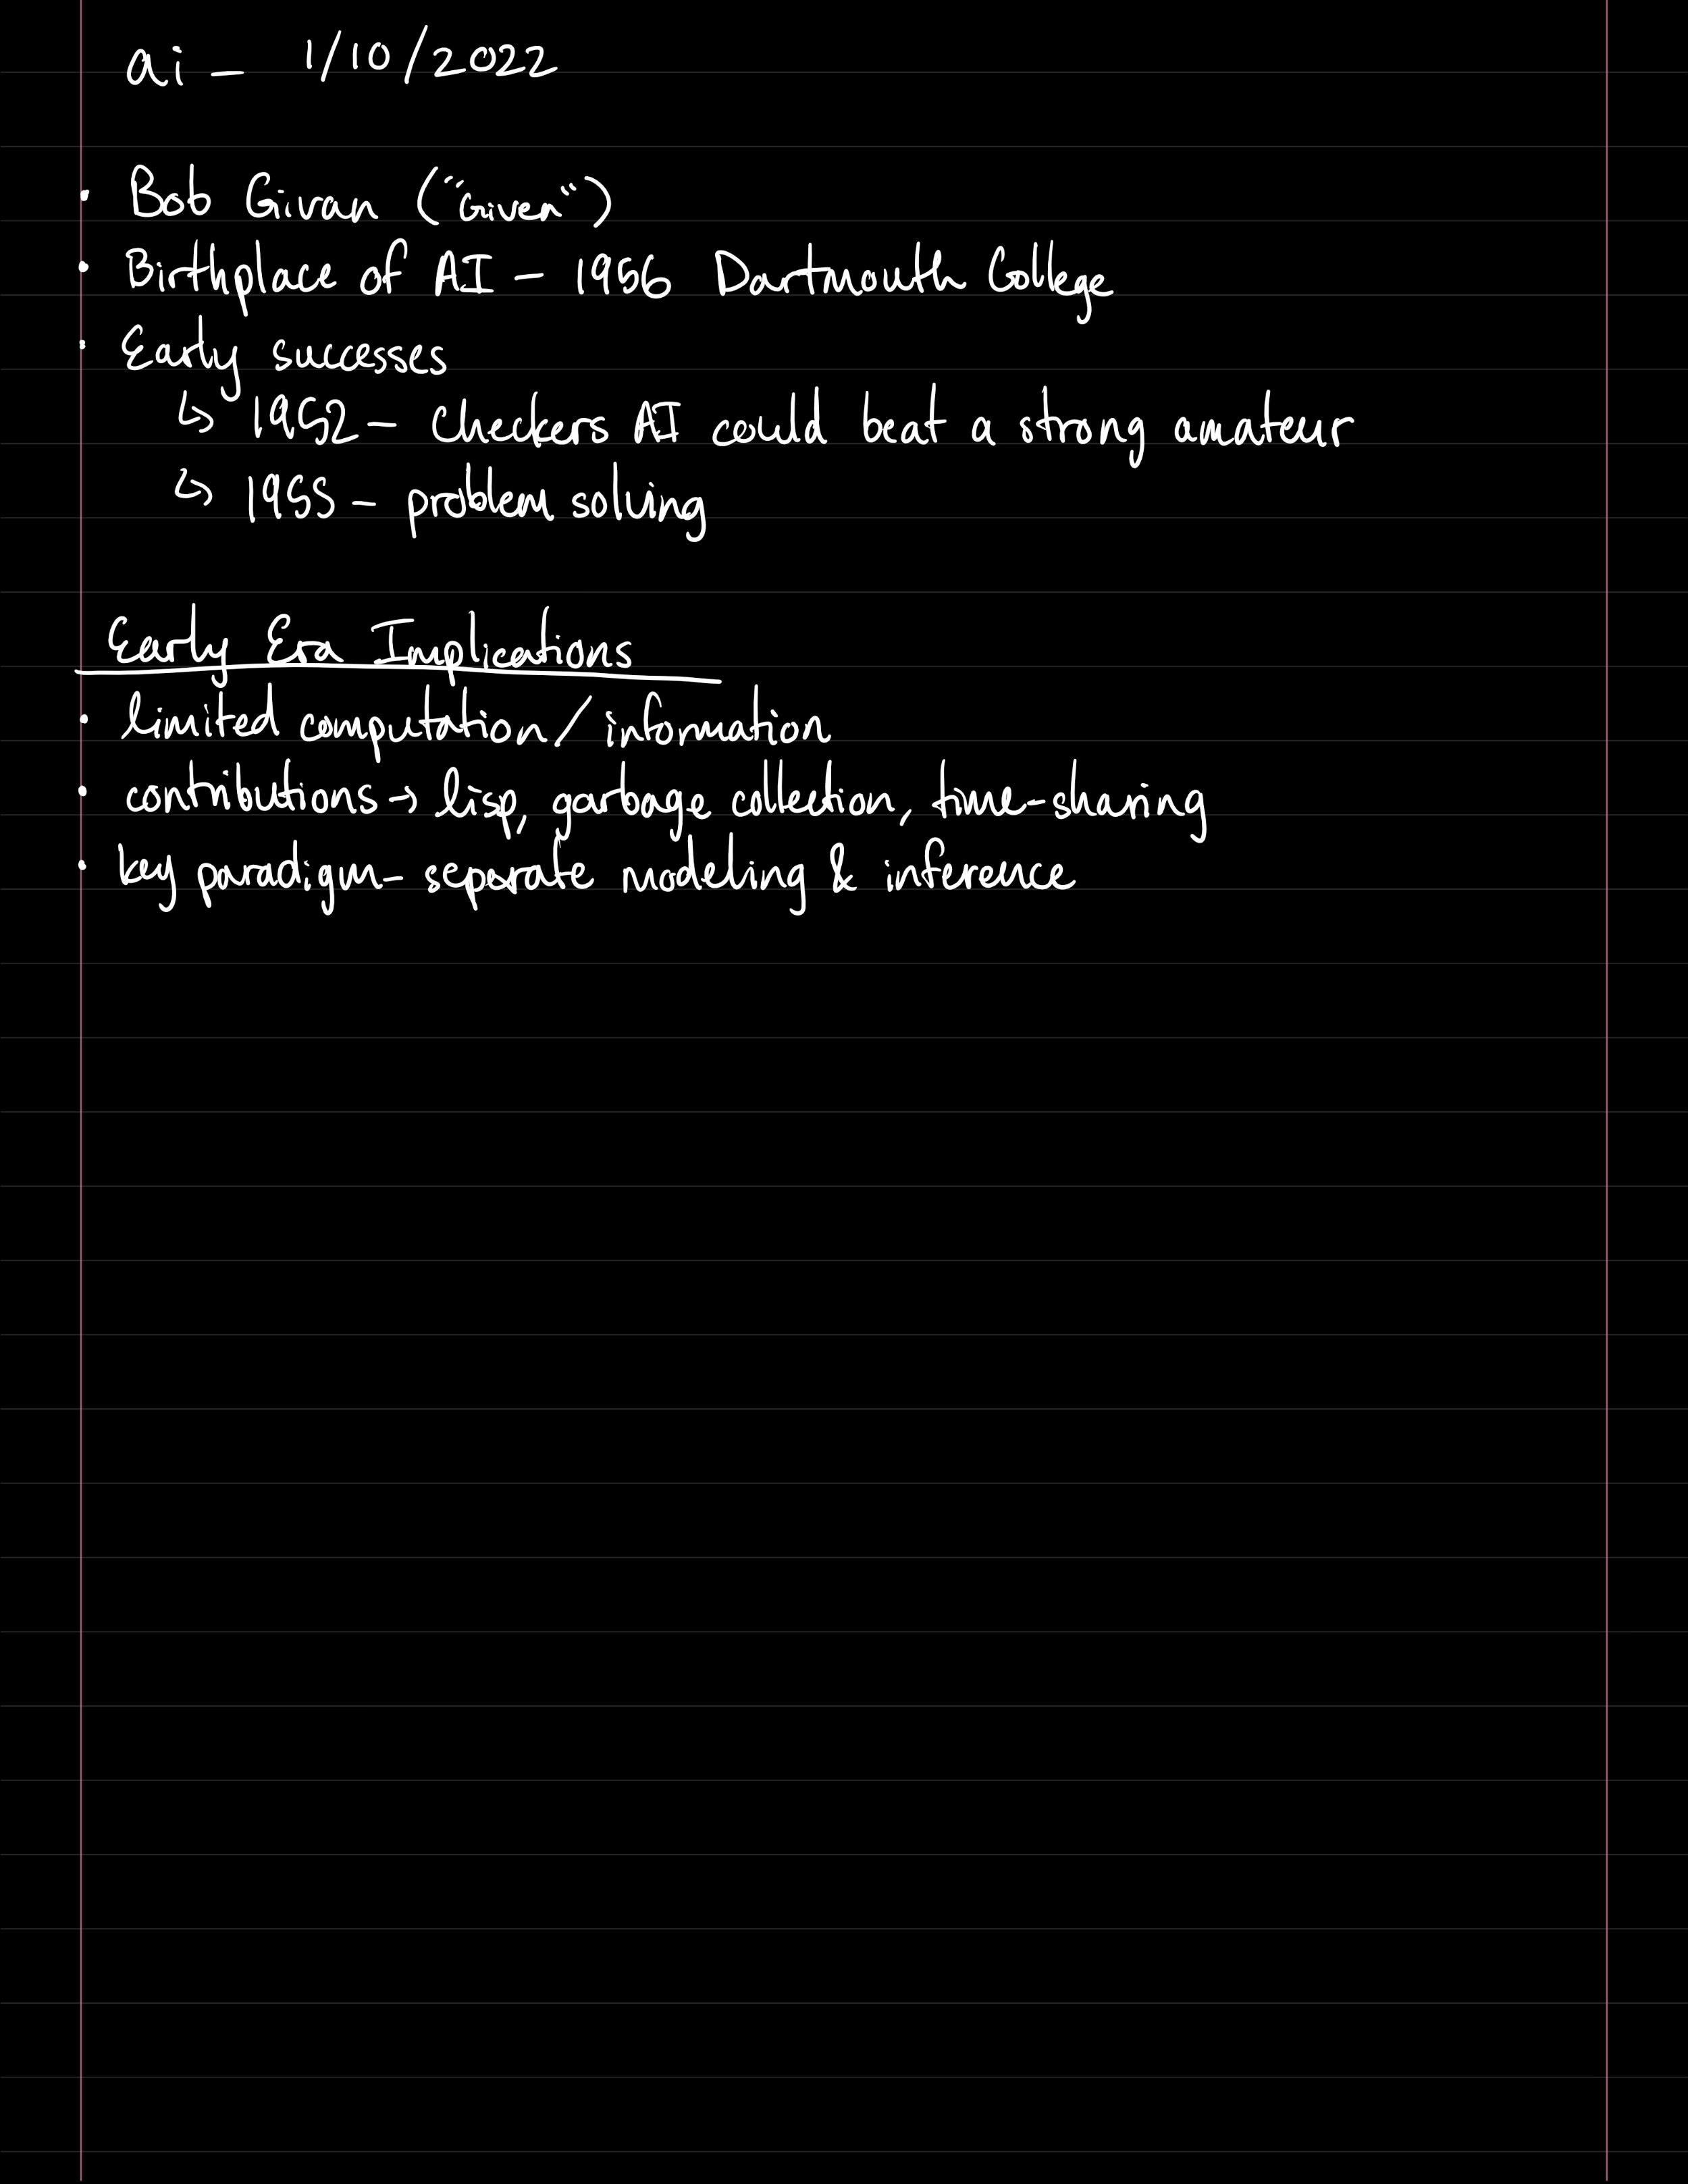 ai - 1/10/2022
• Bob Givan ("Given")
• Birthplace of AI - 1956 Dartmouth College
• Early successes
↳ 1952 - Checkers AI could beat a strong amateur
↳ 1955 - problem solving
Early Era Implications
• limited computation/information
• contributions → lisp, garbage collection, time-sharing
• key paradigm - separate modeling & inference